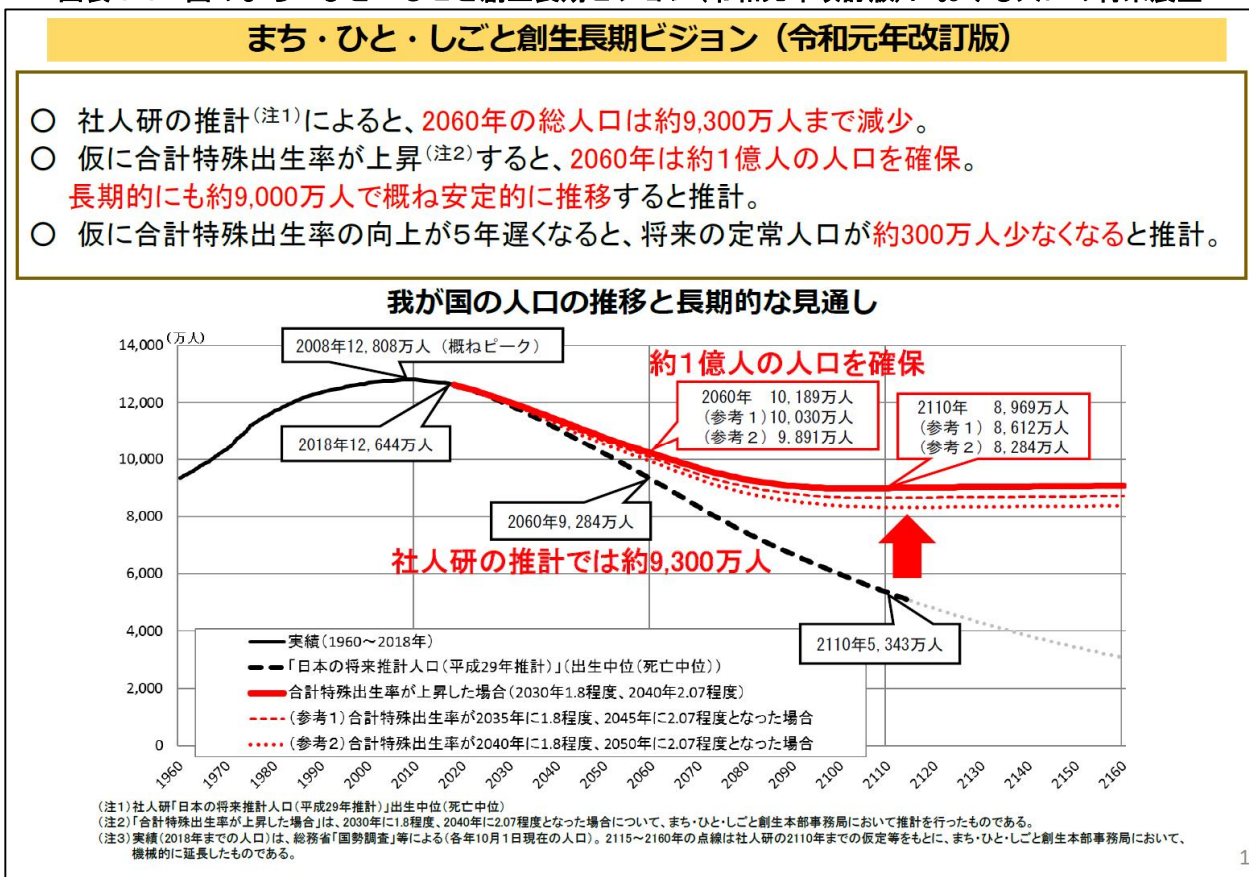 まち・ひと・しごと創生長期ビジョン（令和元年改訂版）
○ 社人研の推計(注1)によると、2060年の総人口は約9,300万人まで減少。
○ 仮に合計特殊出生率が上昇(注2)すると、2060年は約1億人の人口を確保。
長期的にも約9,000万人で概ね安定的に推移すると推計。
○ 仮に合計特殊出生率の向上が5年遅くなると、将来の定常人口が約300万人少なくなると推計。
我が国の人口の推移と長期的な見通し
(万人)
14,000
12,000
10,000
8,000
6,000
4,000
2,000
0
2008年12,808万人（概ねピーク）
2018年12,644万人
約1億人の人口を確保
2060年 10,189万人
(参考1)10,030万人
(参考2) 9,891万人
2110年 8,969万人
(参考1) 8,612万人
(参考2) 8,284万人
2060年9,284万人
社人研の推計では約9,300万人
2110年5,343万人
実績(1960～2018年)
「日本の将来推計人口(平成29年推計)」(出生中位(死亡中位))
合計特殊出生率が上昇した場合(2030年1.8程度、2040年2.07程度)
(参考1)合計特殊出生率が2035年に1.8程度、2045年に2.07程度となった場合
(参考2)合計特殊出生率が2040年に1.8程度、2050年に2.07程度となった場合
1960 1970 1980 1990 2000 2010 2020 2030 2040 2050 2060 2070 2080 2090 2100 2110 2120 2130 2140 2150 2160
(注1)社人研「日本の将来推計人口(平成29年推計)」出生中位(死亡中位)
(注2)「合計特殊出生率が上昇した場合」は、2030年に1.8程度、2040年に2.07程度となった場合について、まち・ひと・しごと創生本部事務局において推計を行ったものである。
(注3)実績(2018年までの人口)は、総務省「国勢調査」等による(各年10月1日現在の人口)。2115～2160年の点線は社人研の2110年までの仮定等をもとに、まち・ひと・しごと創生本部事務局において、
機械的に延長したものである。
1